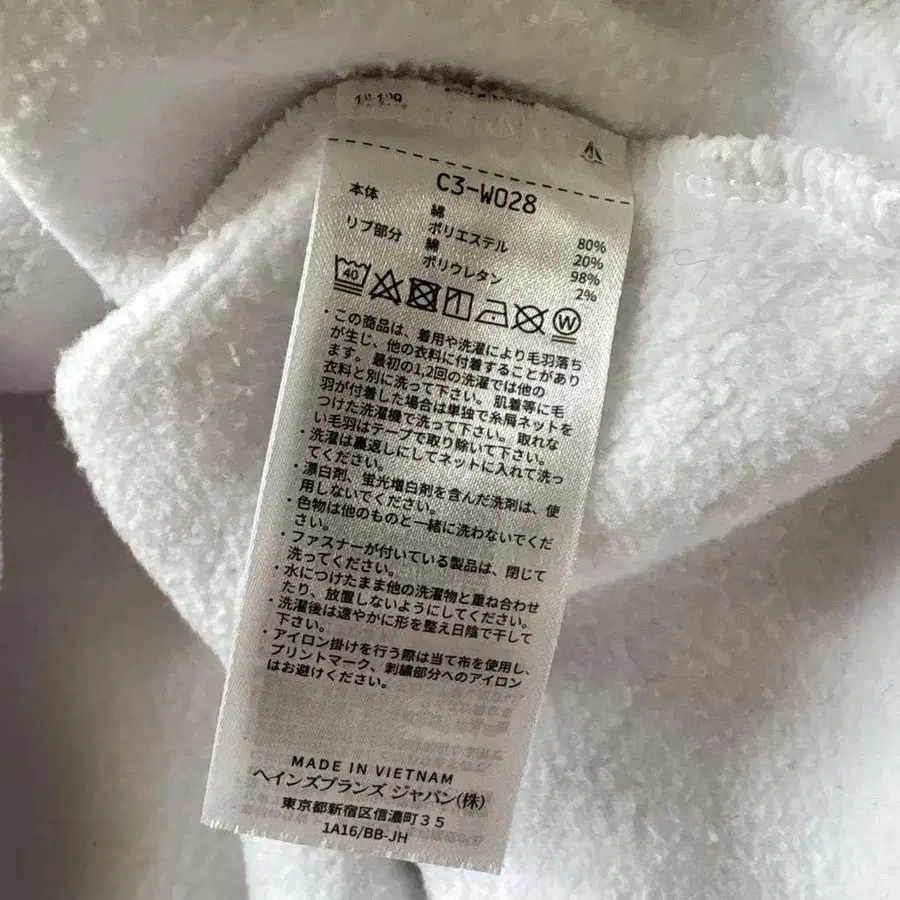 C3-W028
本体 綿 80%
ポリエステル 20%
リブ部分 綿 98%
ポリウレタン 2%
40
W
・この商品は、着用や洗濯により毛羽落ち
が生じ、他の衣料に付着することがあり
ます。最初の1,2回の洗濯では他の
衣料と別に洗って下さい。肌着等に毛
羽が付着した場合は単独で糸屑ネットを
つけた洗濯機で洗って下さい。取れな
い毛羽はテープで取り除いて下さい。
・洗濯は裏返しにしてネットに入れて洗っ
てください。
・漂白剤、蛍光増白剤を含んだ洗剤は、使
用しないでください。
・色物は他のものと一緒に洗わないでくだ
さい。
・ファスナーが付いている製品は、閉じて
洗ってください。
・水につけたまま他の洗濯物と重ね合わせ
たり、放置しないようにしてください。
・洗濯後は速やかに形を整え日陰で干して
下さい。
・アイロン掛けを行う際は当て布を使用し、
プリントマーク、刺繍部分へのアイロン
はお避けください。
MADE IN VIETNAM
ヘインズブランズ ジャパン(株)
東京都新宿区信濃町35
1A16/BB-JH